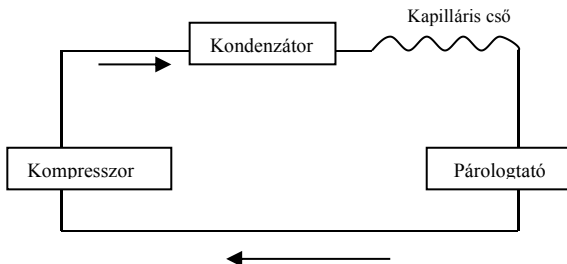 Kapilláris cső
Kondenzátor
Kompresszor
Párologtató